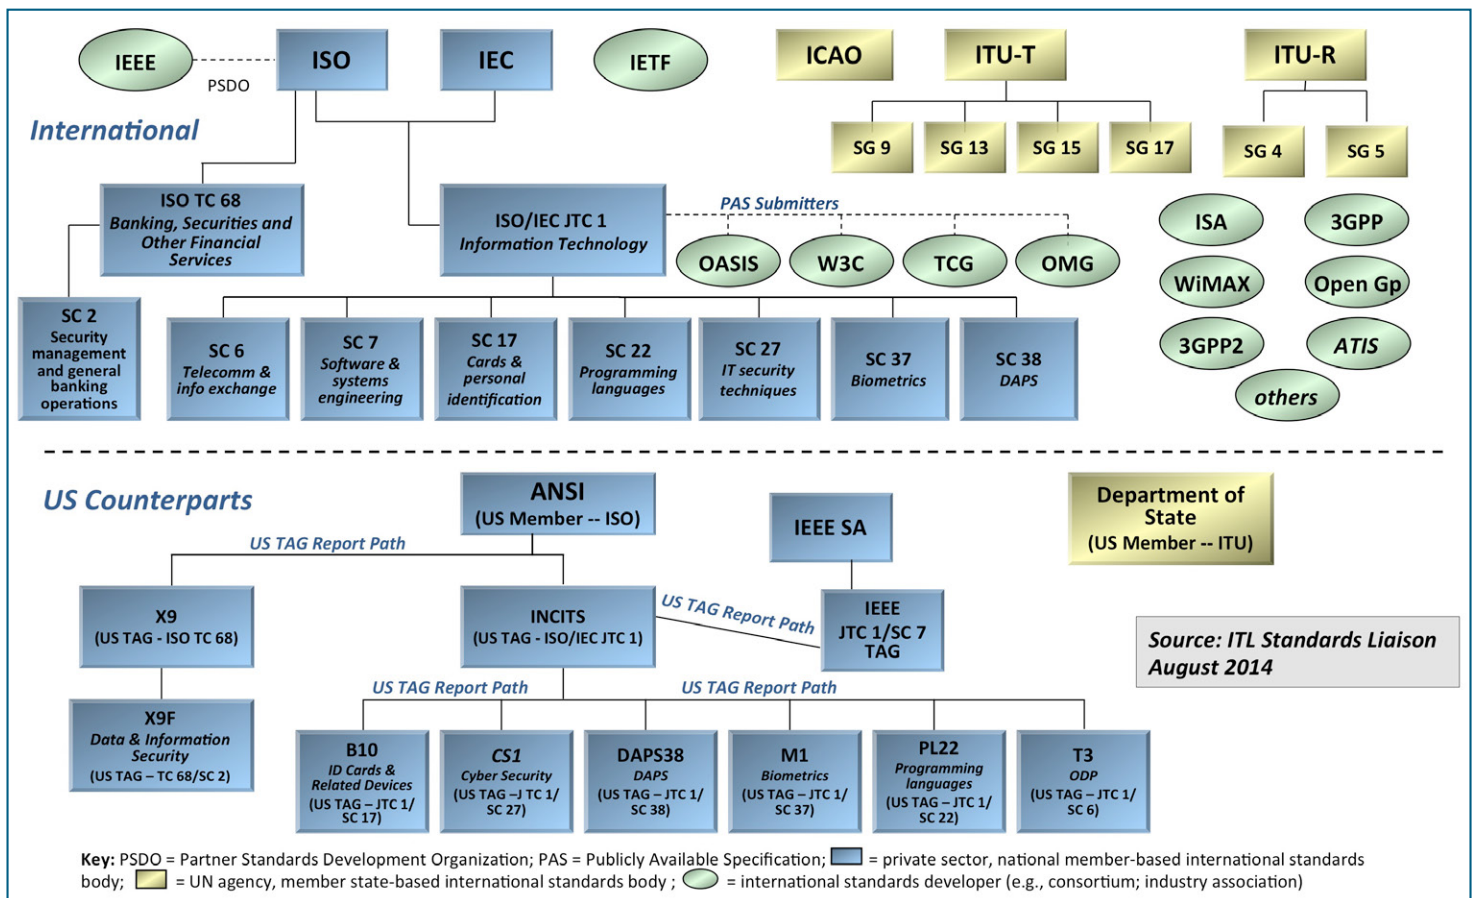 IEEE
ISO
IEC
IETF
ICAO
ITU-T
ITU-R
PSDO
International
SG 9
SG 13
SG 15
SG 17
SG 4
SG 5
ISO TC 68
Banking, Securities and
Other Financial
Services
ISO/IEC JTC 1
Information Technology
PAS Submitters
OASIS
W3C
TCG
OMG
ISA
3GPP
WiMAX
Open Gp
3GPP2
ATIS
others
SC 2
Security
management
and general
banking
operations
SC 6
Telecomm &
info exchange
SC 7
Software &
systems
engineering
SC 17
Cards &
personal
identification
SC 22
Programming
languages
SC 27
IT security
techniques
SC 37
Biometrics
SC 38
DAPS
US Counterparts
ANSI
(US Member -- ISO)
IEEE SA
Department of
State
(US Member -- ITU)
US TAG Report Path
X9
(US TAG - ISO TC 68)
INCITS
(US TAG - ISO/IEC JTC 1)
US TAG Report Path
IEEE
JTC 1/SC 7
TAG
Source: ITL Standards Liaison
August 2014
X9F
Data & Information
Security
(US TAG – TC 68/SC 2)
US TAG Report Path
US TAG Report Path
B10
ID Cards &
Related Devices
(US TAG – JTC 1/
SC 17)
CS1
Cyber Security
(US TAG –J TC 1/
SC 27)
DAPS38
DAPS
(US TAG – JTC 1/
SC 38)
M1
Biometrics
(US TAG – JTC 1/
SC 37)
PL22
Programming
languages
(US TAG – JTC 1/
SC 22)
T3
ODP
(US TAG – JTC 1/
SC 6)
Key: PSDO = Partner Standards Development Organization; PAS = Publicly Available Specification; = private sector, national member-based international standards
body; = UN agency, member state-based international standards body ; = international standards developer (e.g., consortium; industry association)